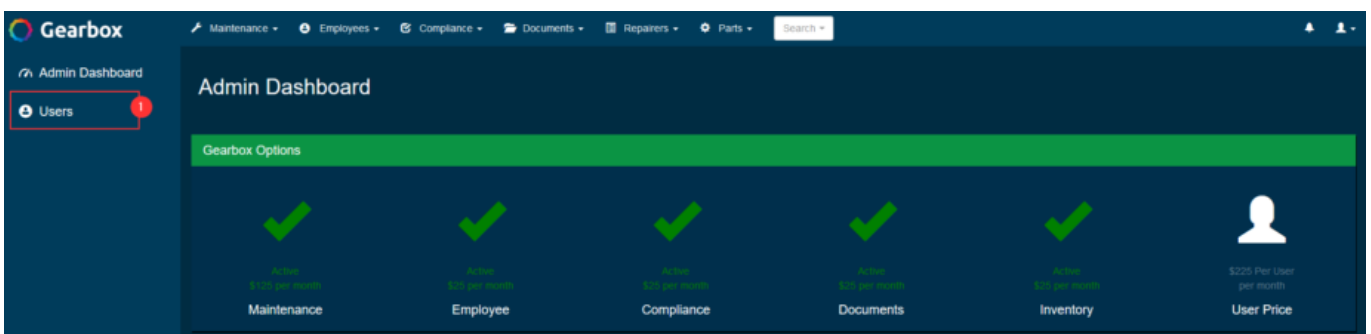 Gearbox
Maintenance Employees Compliance Documents Repairers Parts Search
Admin Dashboard
Users 1
Admin Dashboard
Gearbox Options
Active Active Active Active Active $225 Per User
$125 per month $25 per month $25 per month $25 per month $25 per month per month
Maintenance Employee Compliance Documents Inventory User Price